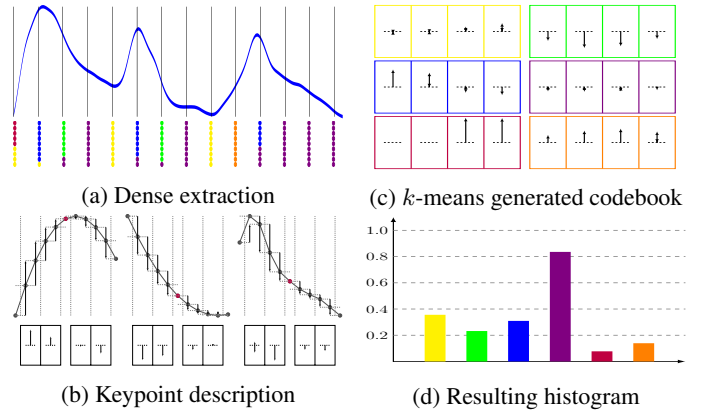 (a) Dense extraction
(c) k-means generated codebook
(b) Keypoint description
1.0
0.8
0.6
0.4
0.2
(d) Resulting histogram